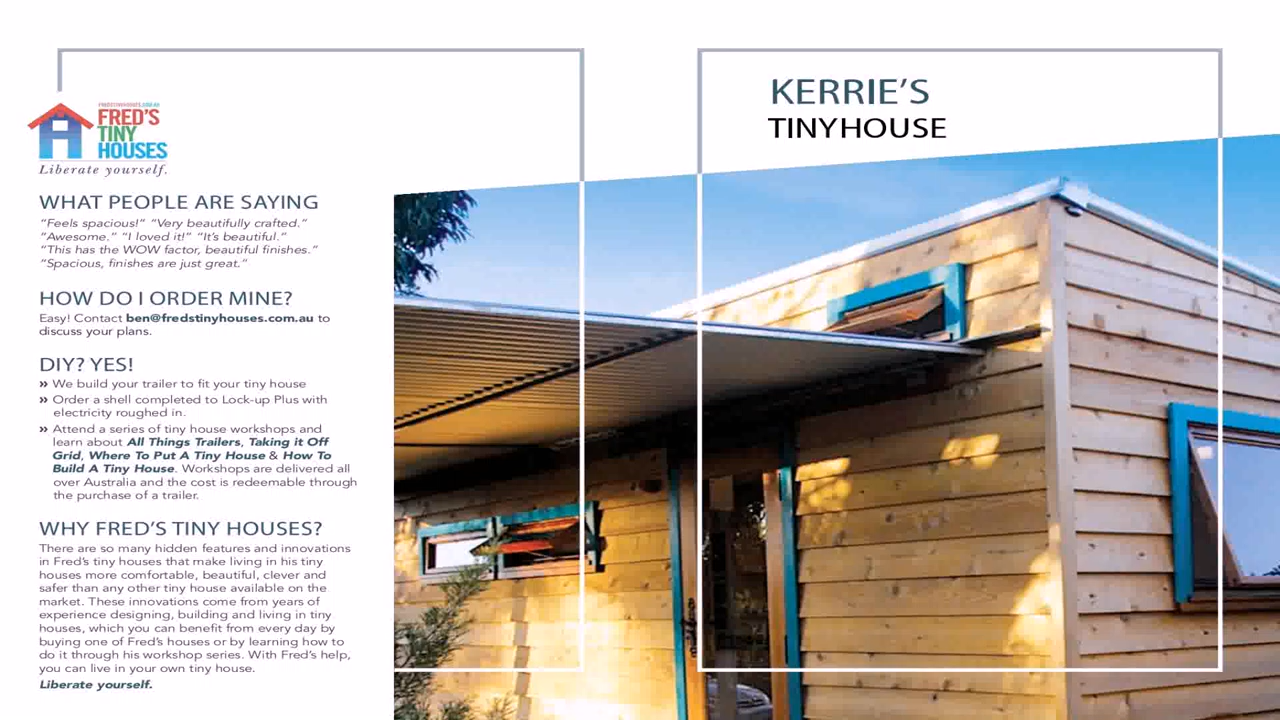 FREDSTINYHOUSES.COM.AU
FRED'S
TINY
HOUSES
Liberate yourself.
WHAT PEOPLE ARE SAYING
“Feels spacious!” “Very beautifully crafted.”
“Awesome.” “I loved it!” “It’s beautiful.”
“This has the WOW factor, beautiful finishes.”
“Spacious, finishes are just great.”
HOW DO I ORDER MINE?
Easy! Contact ben@fredstinyhouses.com.au to
discuss your plans.
DIY? YES!
» We build your trailer to fit your tiny house
» Order a shell completed to Lock-up Plus with
electricity roughed in.
» Attend a series of tiny house workshops and
learn about All Things Trailers, Taking it Off
Grid, Where To Put A Tiny House & How To
Build A Tiny House. Workshops are delivered all
over Australia and the cost is redeemable through
the purchase of a trailer.
WHY FRED’S TINY HOUSES?
There are so many hidden features and innovations
in Fred’s tiny houses that make living in his tiny
houses more comfortable, beautiful, clever and
safer than any other tiny house available on the
market. These innovations come from years of
experience designing, building and living in tiny
houses, which you can benefit from every day by
buying one of Fred’s houses or by learning how to
do it through his workshop series. With Fred’s help,
you can live in your own tiny house.
Liberate yourself.
KERRIE’S
TINYHOUSE